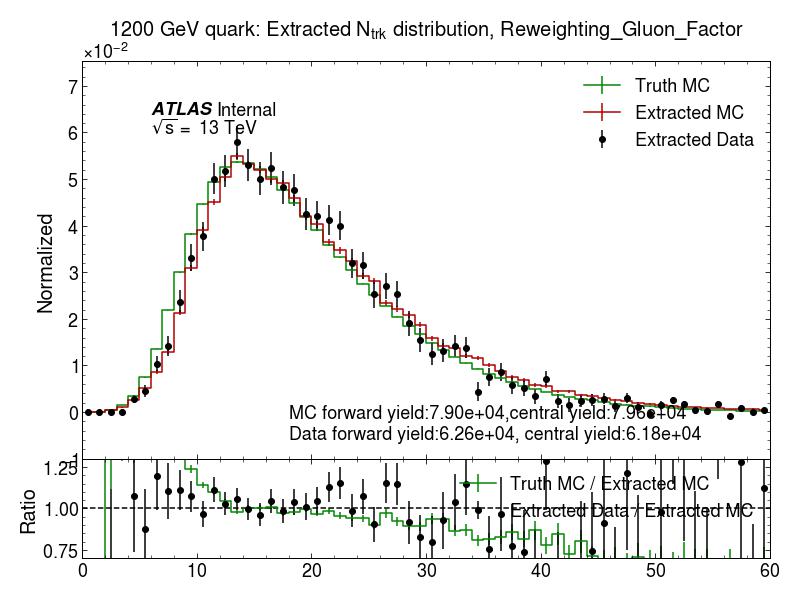 1200 GeV quark: Extracted Ntrk distribution, Reweighting_Gluon_Factor
×10−2
7
6
5
4
3
2
1
0
1
Normalized
ATLAS Internal
√s = 13 TeV
Truth MC
Extracted MC
Extracted Data
MC forward yield:7.90e+04,central yield:7.96e+04
Data forward yield:6.26e+04, central yield:6.18e+04
1.25
1.00
0.75
Ratio
Truth MC / Extracted MC
Extracted Data / Extracted MC
0 10 20 30 40 50 60